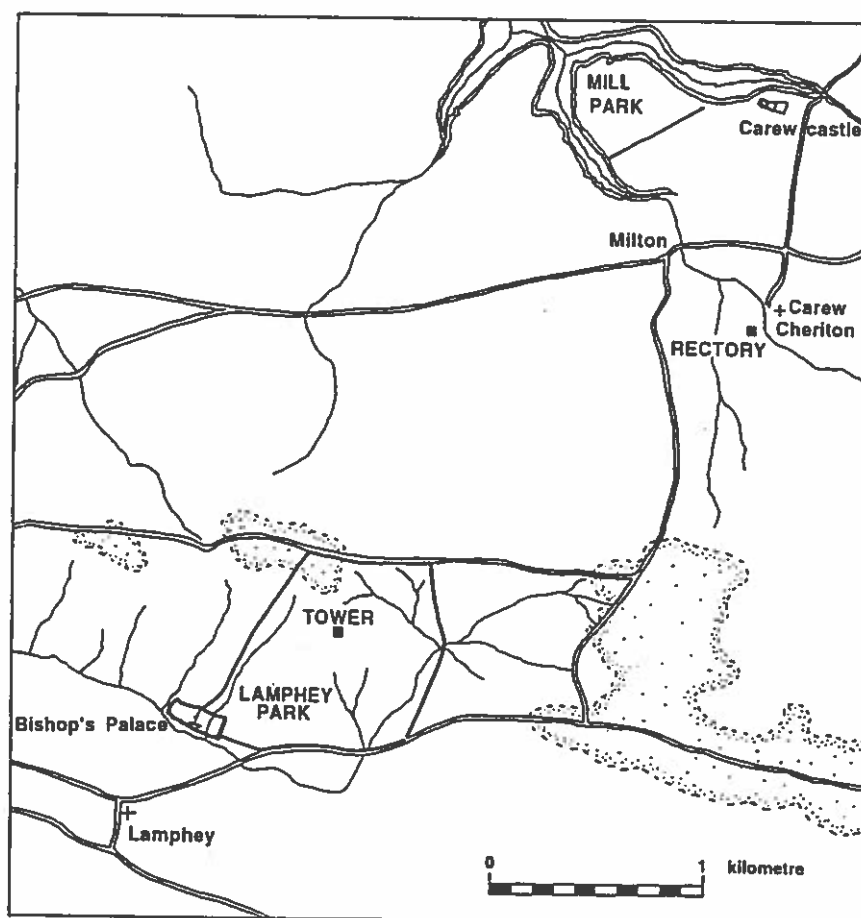 MILL
PARK
Carew castle
Milton
Carew
Cheriton
RECTORY
TOWER
LAMPHEY
PARK
Bishop's Palace
Lamphey
0 1 kilometre